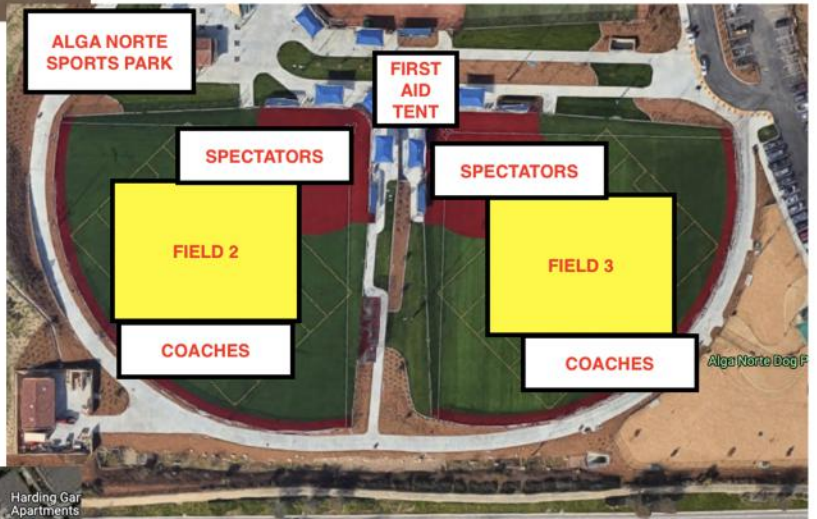 ALGA NORTE
SPORTS PARK
FIRST
AID
TENT
SPECTATORS
SPECTATORS
FIELD 2
FIELD 3
COACHES
COACHES
Alga Norte Dog
Harding Gar
Apartments